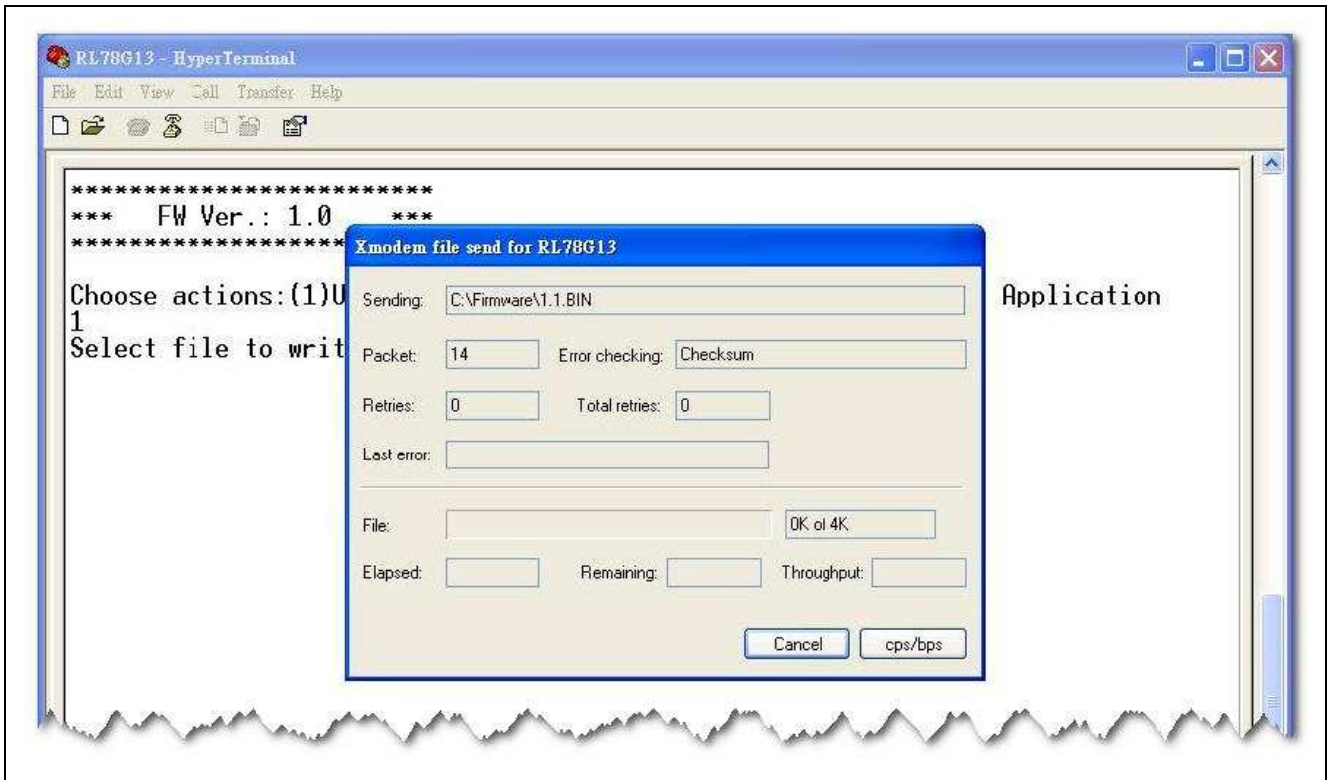 RL78G13 - HyperTerminal
File Edit View Call Transfer Help
*************************
*** FW Ver.: 1.0 ***
*******************
Choose actions:(1)U
Application
1
Select file to writ
Xmodem file send for RL78G13
Sending: C:\Firmware\1.1.BIN
Packet: 14 Error checking: Checksum
Retries: 0 Total retries: 0
Last error:
File: 0K of 4K
Elapsed: Remaining: Throughput:
Cancel cps/bps